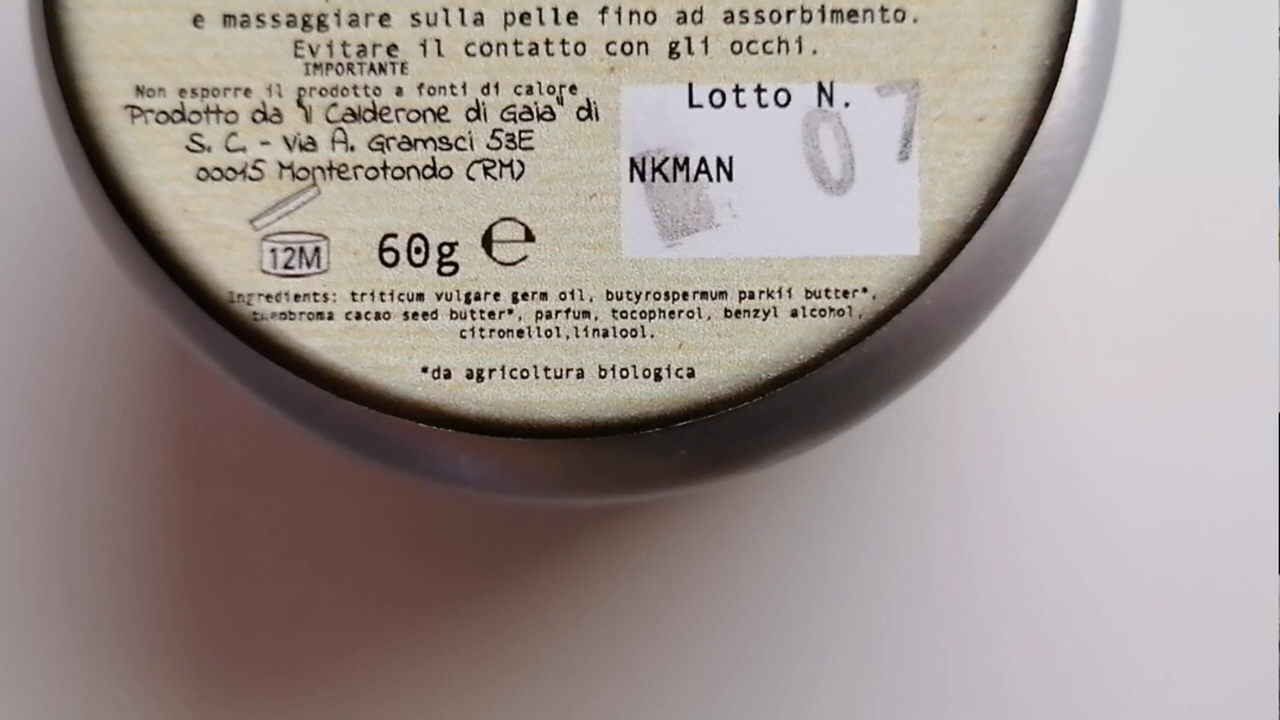 e massaggiare sulla pelle fino ad assorbimento.
Evitare il contatto con gli occhi.
IMPORTANTE
Non esporre il prodotto a fonti di calore
Prodotto da "il Calderone di Gaia" di
S. C. - Via A. Gramsci 53E
00015 Monterotondo (RM)
12M
60g e
Lotto N.
07
NKMAN
Ingredients: triticum vulgare germ oil, butyrospermum parkii butter*,
theobroma cacao seed butter*, parfum, tocopherol, benzyl alcohol,
citronellol,linalool.
*da agricoltura biologica